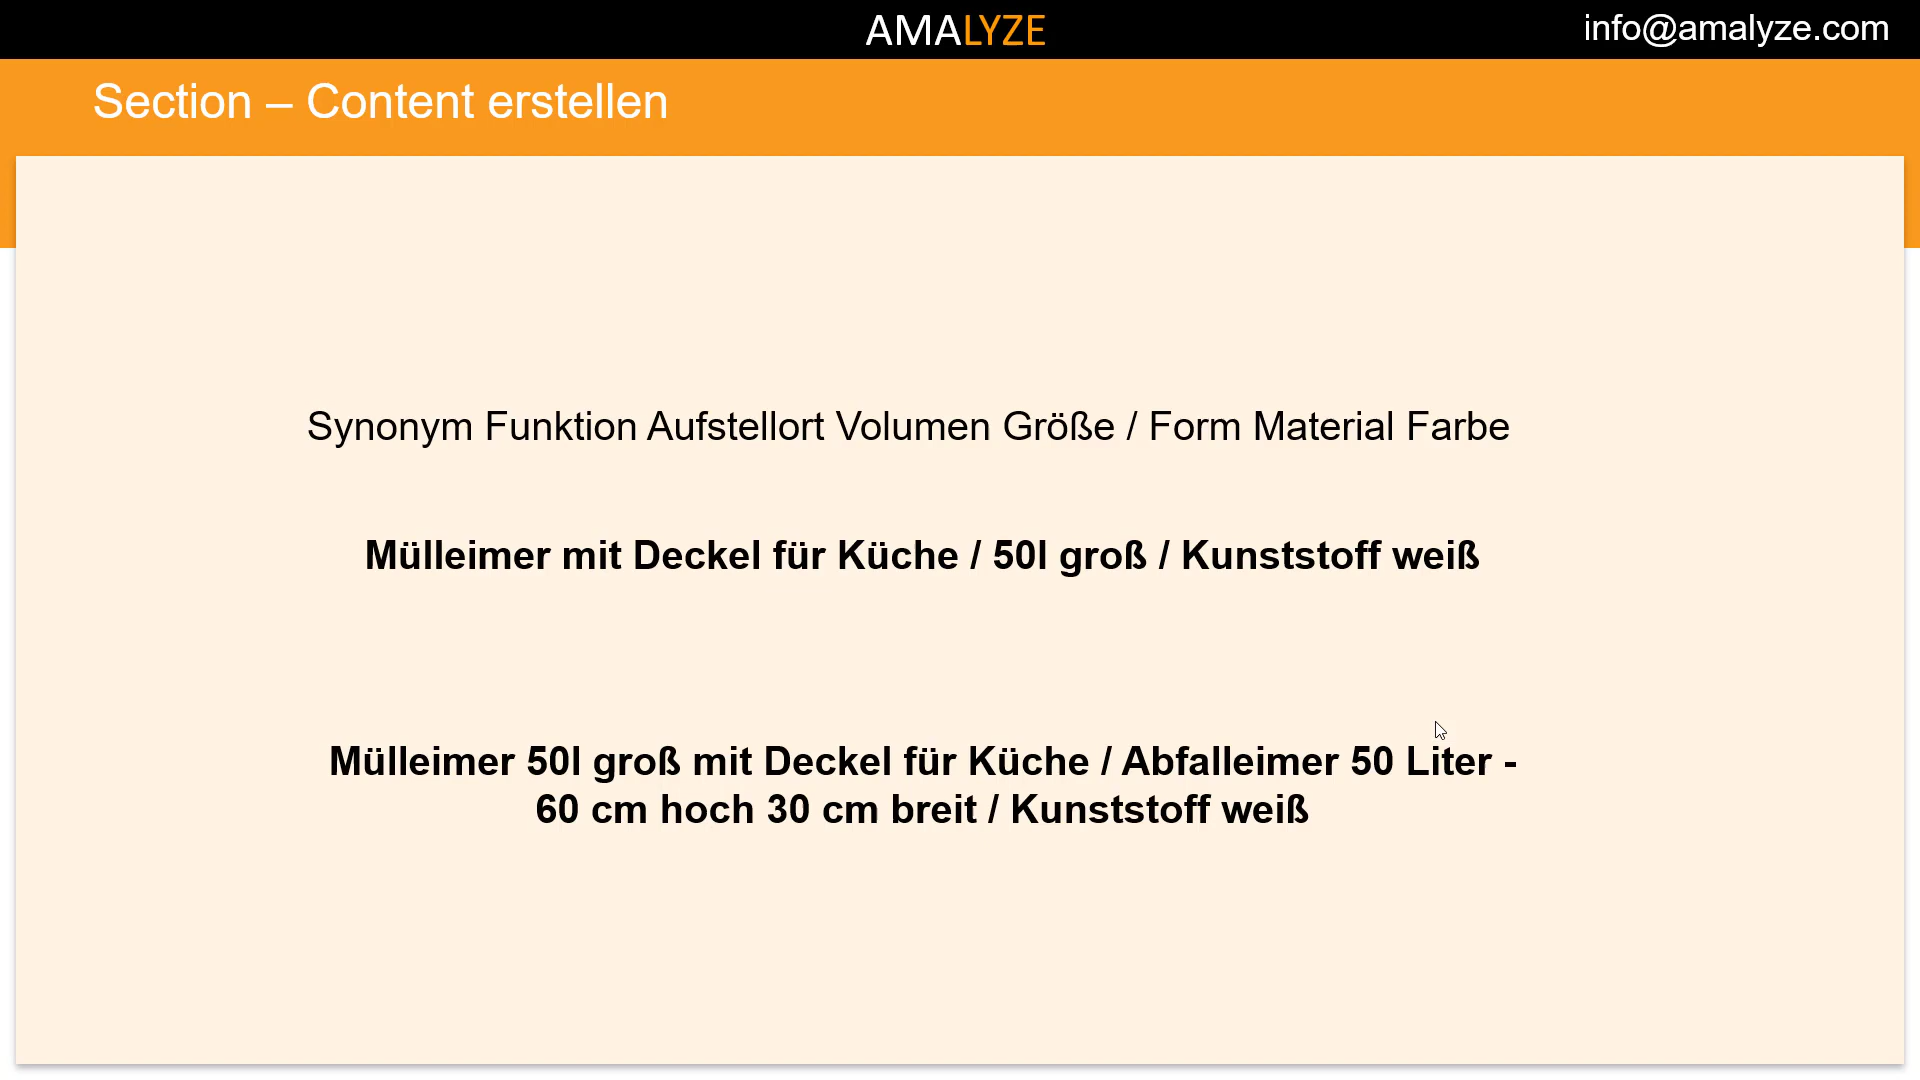 AMALYZE
info@amalyze.com
Section – Content erstellen
Synonym Funktion Aufstellort Volumen Größe / Form Material Farbe
Mülleimer mit Deckel für Küche / 50l groß / Kunststoff weiß
Mülleimer 50l groß mit Deckel für Küche / Abfalleimer 50 Liter -
60 cm hoch 30 cm breit / Kunststoff weiß